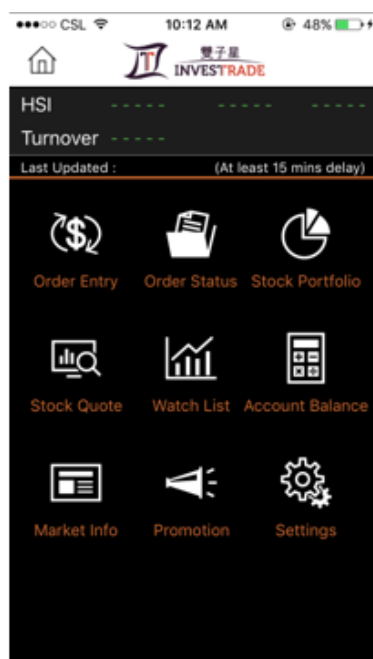 CSL 10:12 AM 48%
雙子星
INVESTRADE
HSI ----- ----- -----
Turnover -----
Last Updated : (At least 15 mins delay)
Order Entry Order Status Stock Portfolio
Stock Quote Watch List Account Balance
Market Info Promotion Settings